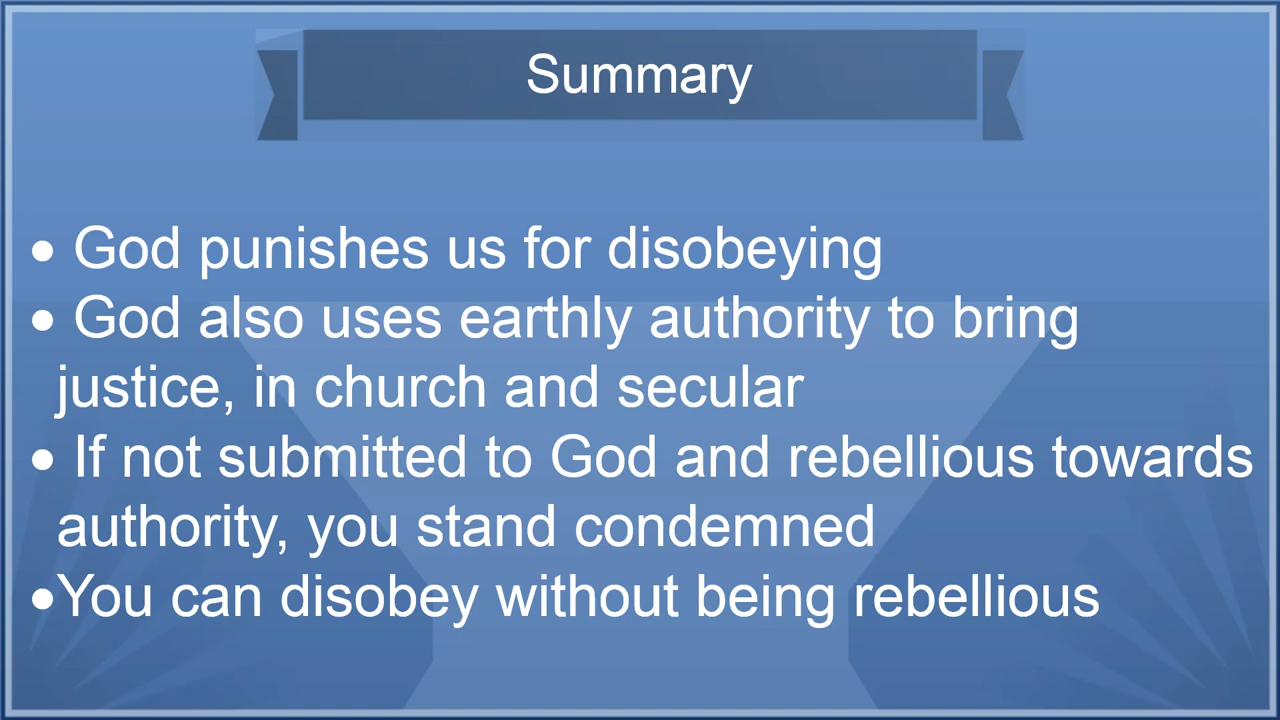 Summary
• God punishes us for disobeying
• God also uses earthly authority to bring
justice, in church and secular
• If not submitted to God and rebellious towards
authority, you stand condemned
•You can disobey without being rebellious